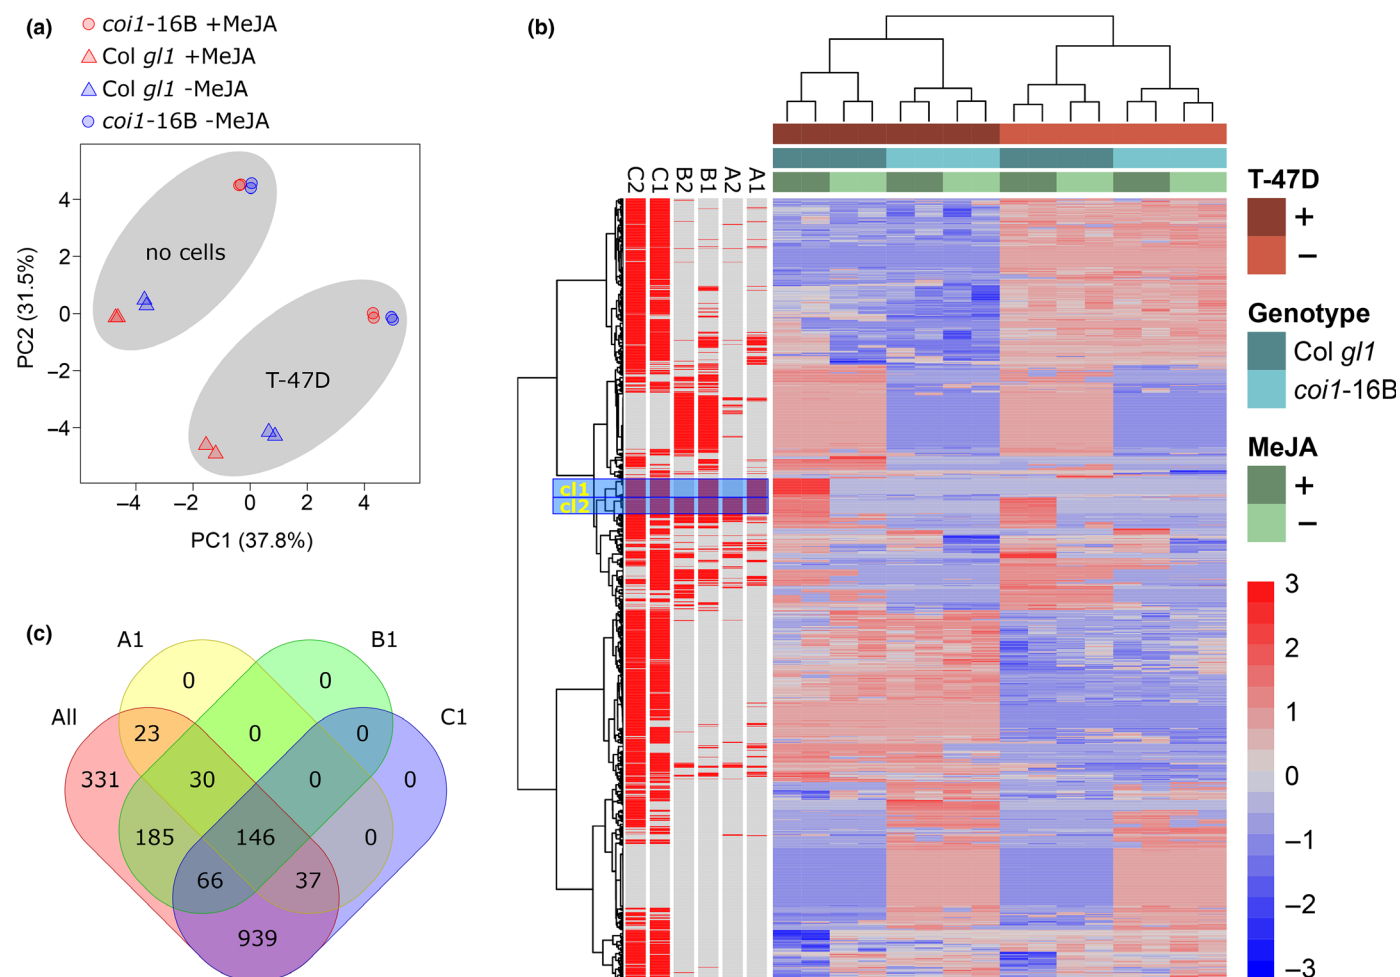 (a)
coi1-16B +MeJA
Col gl1 +MeJA
Col gl1 -MeJA
coi1-16B -MeJA
4
2
0
−2
−4
PC2 (31.5%)
no cells
T-47D
−4 −2 0 2 4
PC1 (37.8%)
(b)
C2 C1 B2 B1 A2 A1
cl1
cl2
T-47D
+
−
Genotype
Col gl1
coi1-16B
MeJA
+
−
3
2
1
0
−1
−2
−3
(c)
A1 B1
All C1
0 0
23 0 0
331 30 0 0
185 146 0
66 37
939